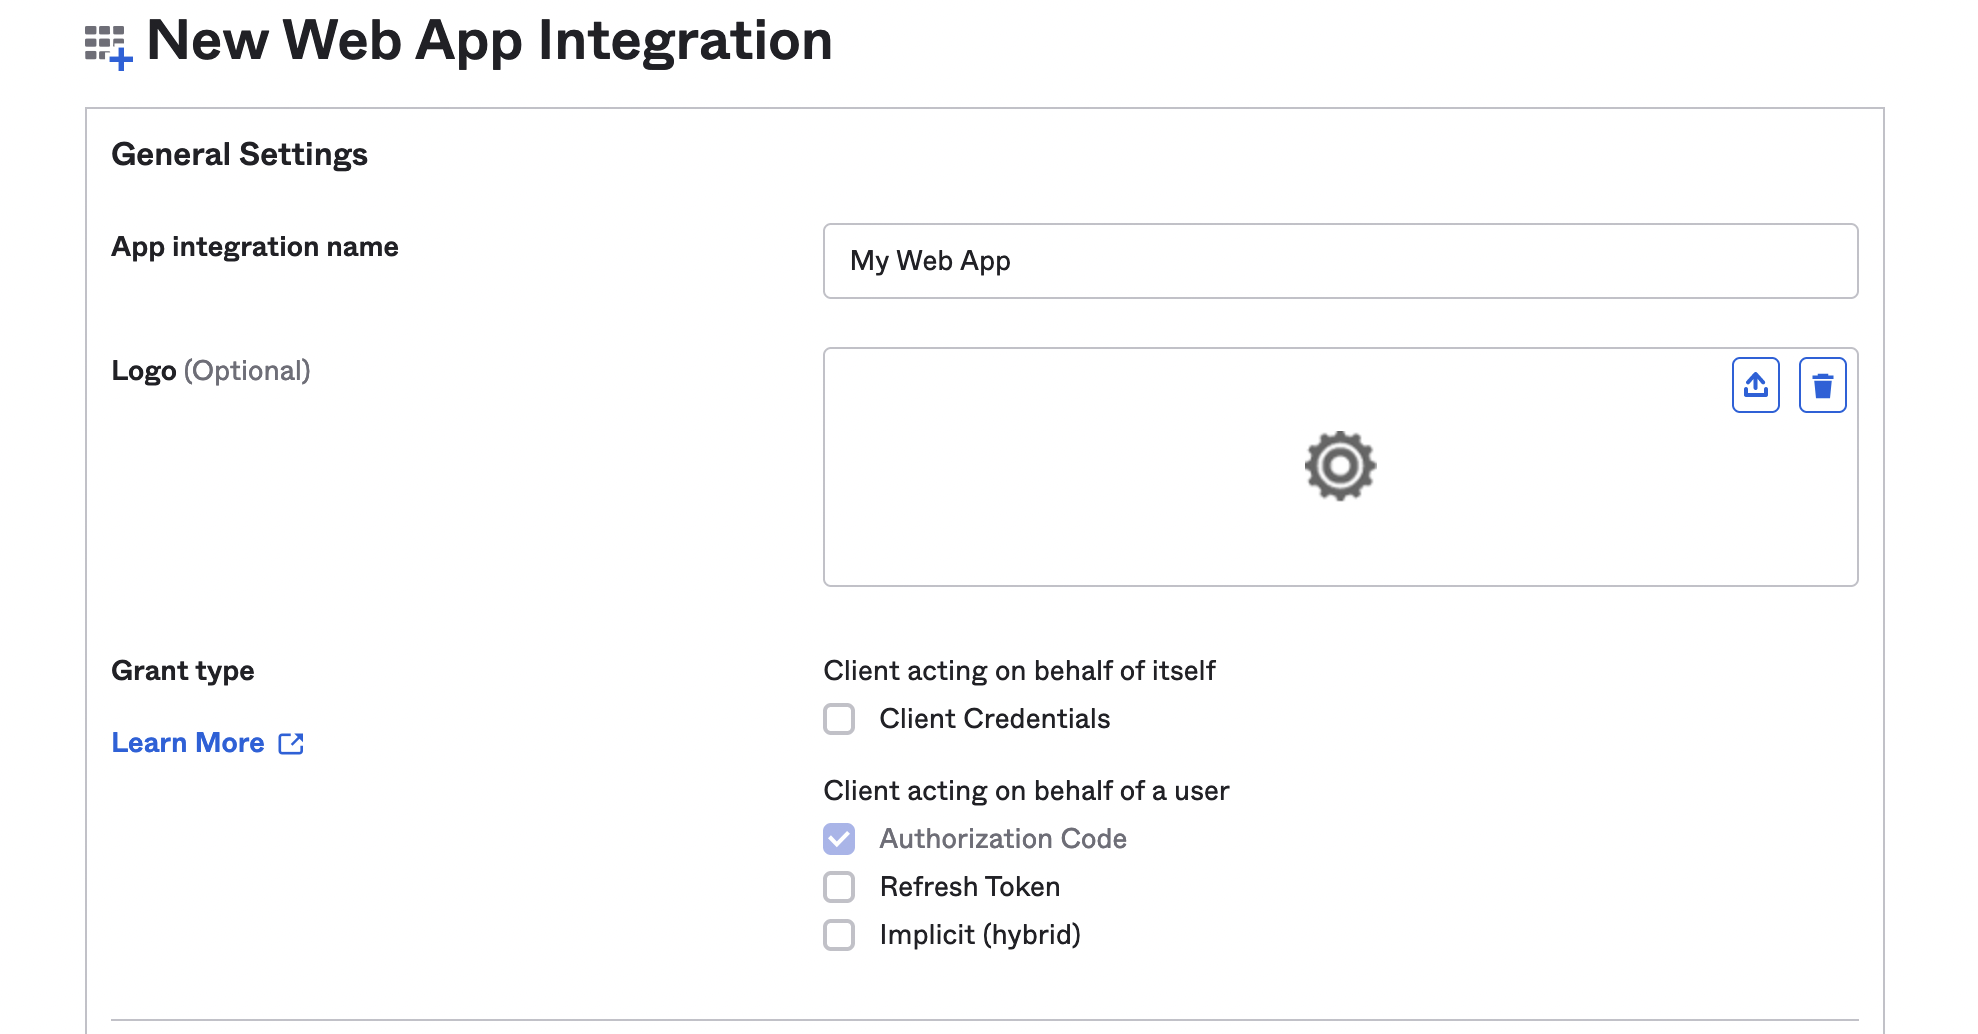 New Web App Integration
General Settings
App integration name
My Web App
Logo (Optional)
Grant type
Learn More
Client acting on behalf of itself
Client Credentials
Client acting on behalf of a user
Authorization Code
Refresh Token
Implicit (hybrid)